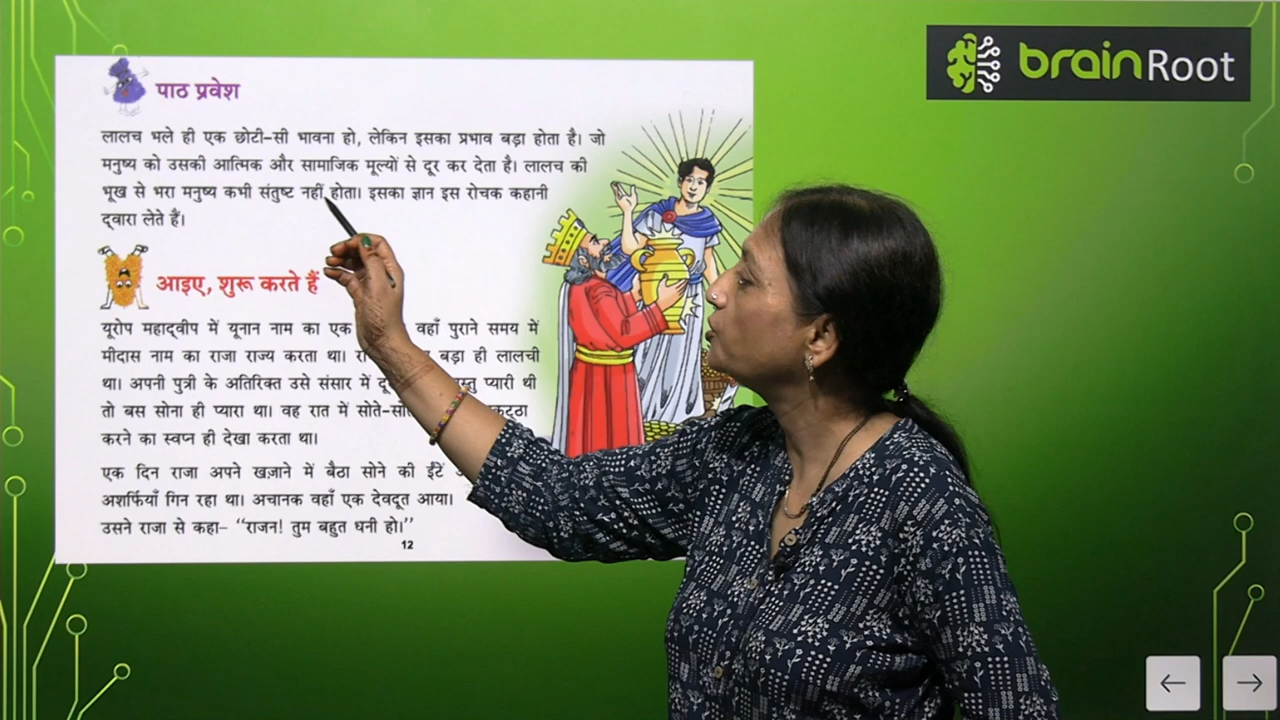 brainRoot
पाठ प्रवेश
लालच भले ही एक छोटी-सी भावना हो, लेकिन इसका प्रभाव बड़ा होता है। जो
मनुष्य को उसकी आत्मिक और सामाजिक मूल्यों से दूर कर देता है। लालच की
भूख से भरा मनुष्य कभी संतुष्ट नहीं होता। इसका ज्ञान इस रोचक कहानी
द्वारा लेते हैं।
आइए, शुरू करते हैं
यूरोप महाद्वीप में यूनान नाम का एक वहाँ पुराने समय में
मीदास नाम का राजा राज्य करता था। बड़ा ही लालची
था। अपनी पुत्री के अतिरिक्त उसे संसार में प्यारी थी
तो बस सोना ही प्यारा था। वह रात में
करने का स्वप्न ही देखा करता था।
एक दिन राजा अपने खज़ाने में बैठा सोने की ईंटें
अशर्फियाँ गिन रहा था। अचानक वहाँ एक देवदूत आया।
उसने राजा से कहा– “राजन! तुम बहुत धनी हो।”
12